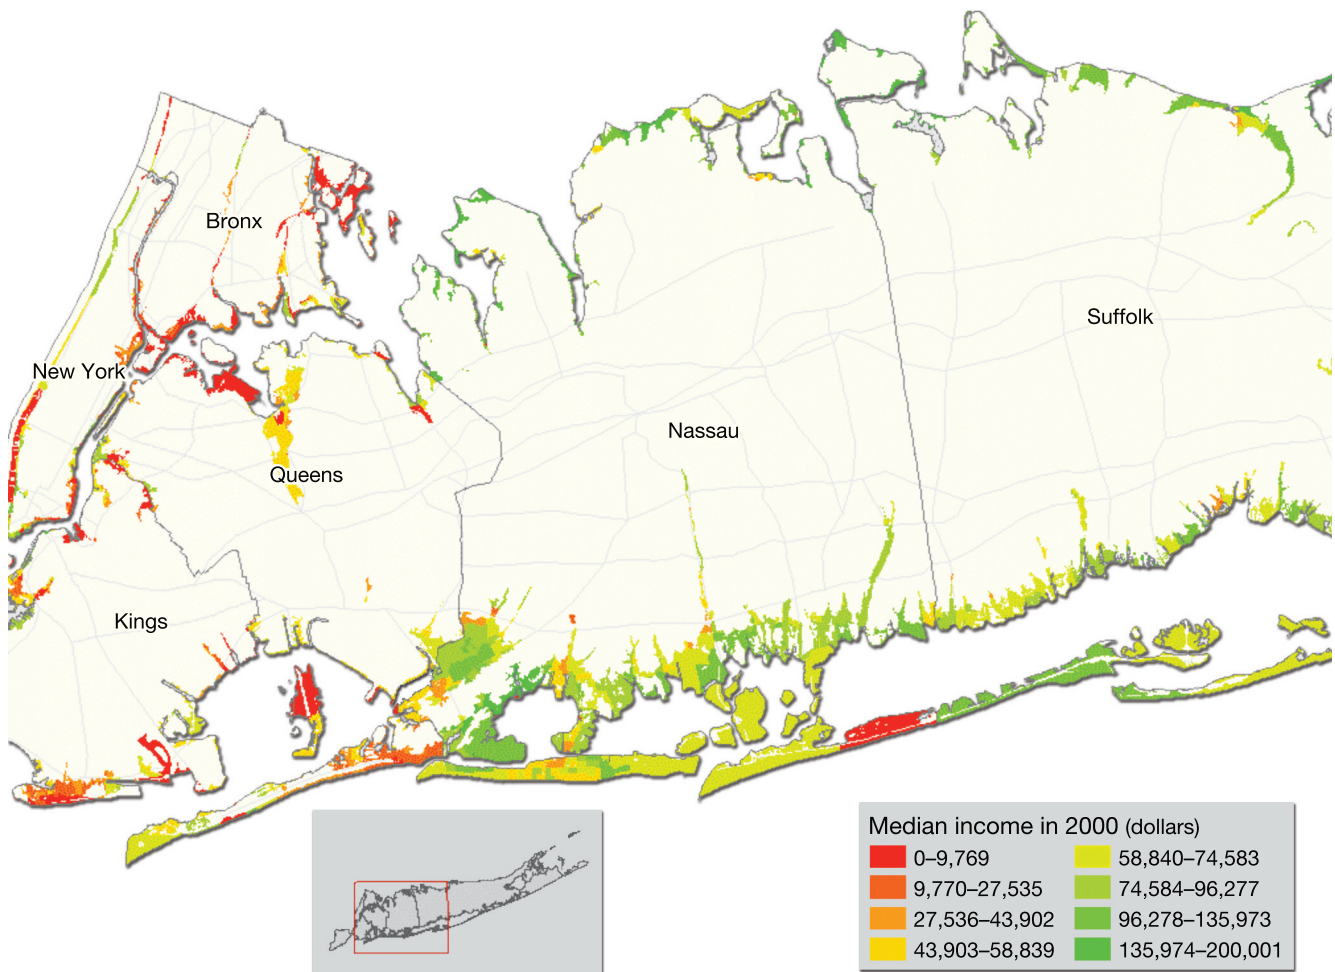 Bronx
New York
Suffolk
Nassau
Queens
Kings
Median income in 2000 (dollars)
0–9,769
9,770–27,535
27,536–43,902
43,903–58,839
58,840–74,583
74,584–96,277
96,278–135,973
135,974–200,001